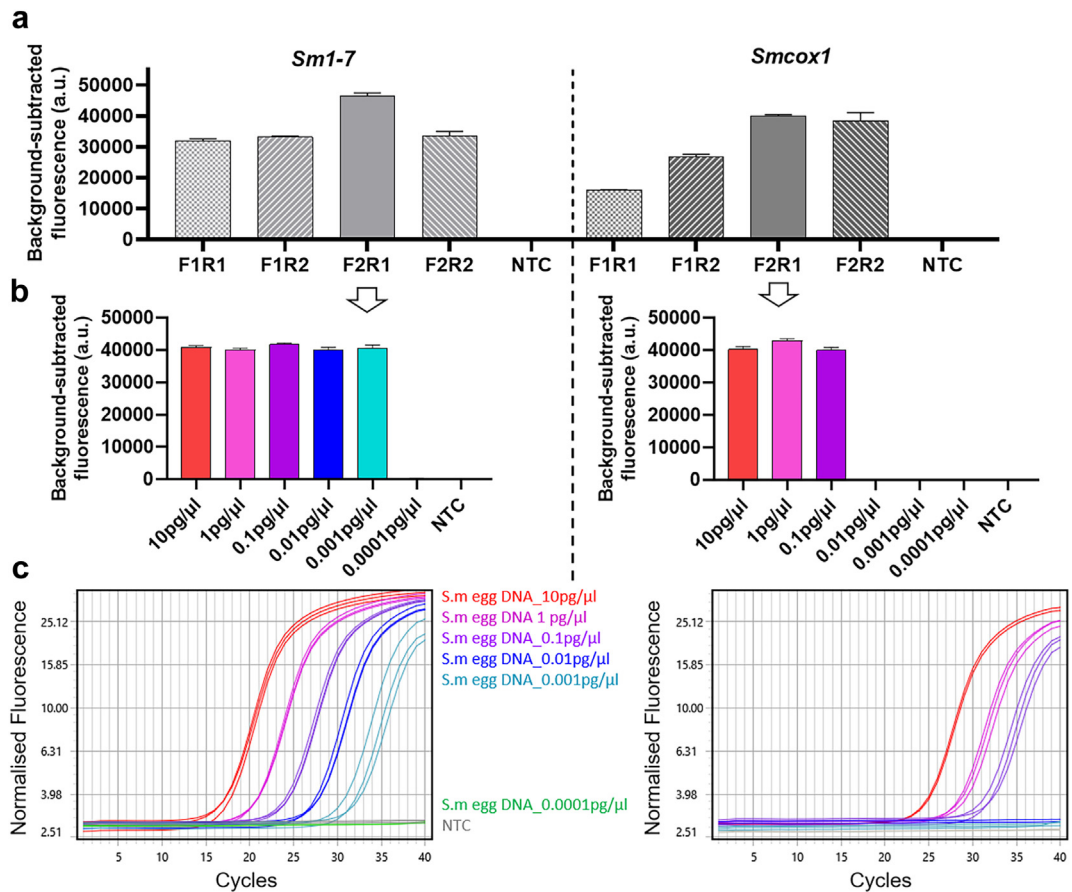 a
Sm1-7
Smcox1
Background-subtracted
fluorescence (a.u.)
50000
40000
30000
20000
10000
0
F1R1 F1R2 F2R1 F2R2 NTC
F1R1 F1R2 F2R1 F2R2 NTC
b
Background-subtracted
fluorescence (a.u.)
50000
40000
30000
20000
10000
0
10pg/µl 1pg/µl 0.1pg/µl 0.01pg/µl 0.001pg/µl 0.0001pg/µl NTC
Background-subtracted
fluorescence (a.u.)
50000
40000
30000
20000
10000
0
10pg/µl 1pg/µl 0.1pg/µl 0.01pg/µl 0.001pg/µl 0.0001pg/µl NTC
c
Normalised Fluorescence
25.12
15.85
10.00
6.31
3.98
2.51
5 10 15 20 25 30 35 40
Cycles
S.m egg DNA_10pg/µl
S.m egg DNA 1 pg/µl
S.m egg DNA_0.1pg/µl
S.m egg DNA_0.01pg/µl
S.m egg DNA_0.001pg/µl
S.m egg DNA_0.0001pg/µl
NTC
Normalised Fluorescence
25.12
15.85
10.00
6.31
3.98
2.51
5 10 15 20 25 30 35 40
Cycles